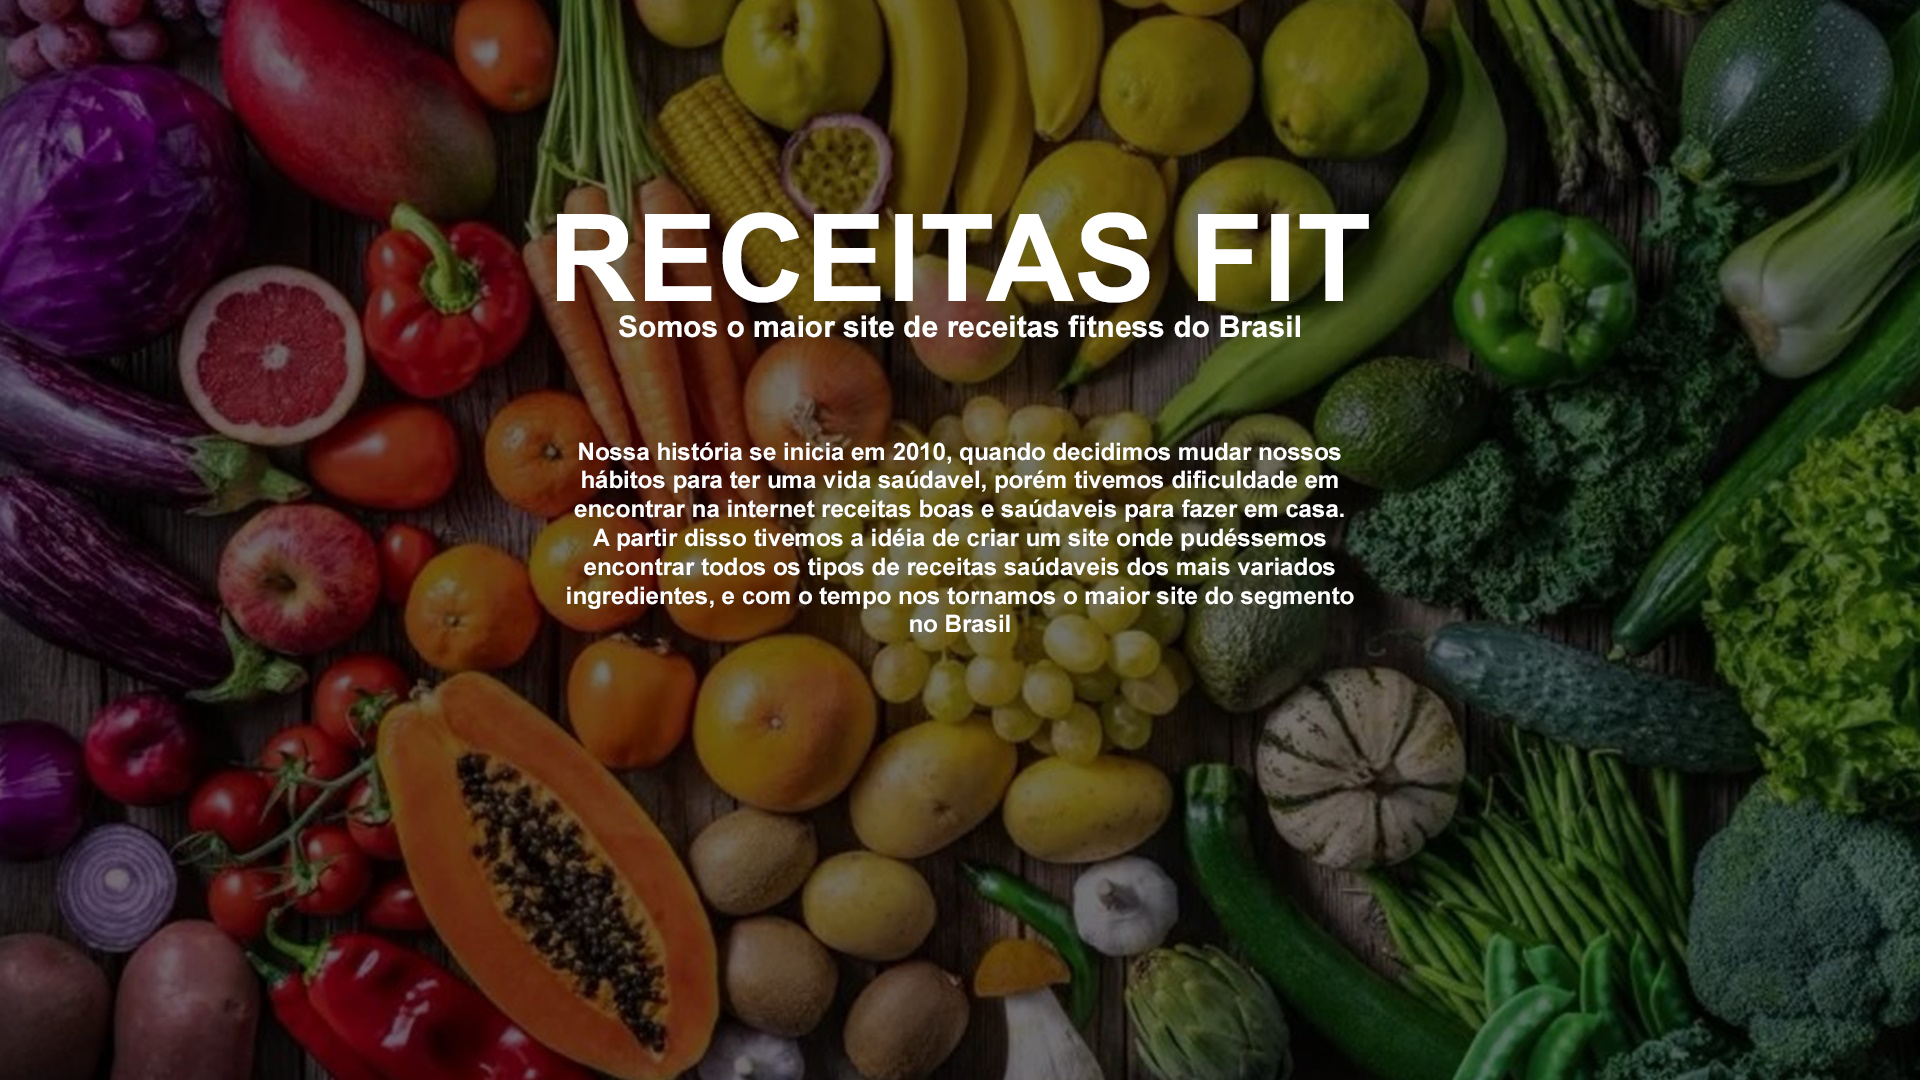 RECEITAS FIT
Somos o maior site de receitas fitness do Brasil
Nossa história se inicia em 2010, quando decidimos mudar nossos
hábitos para ter uma vida saúdavel, porém tivemos dificuldade em
encontrar na internet receitas boas e saúdaveis para fazer em casa.
A partir disso tivemos a idéia de criar um site onde pudéssemos
encontrar todos os tipos de receitas saúdaveis dos mais variados
ingredientes, e com o tempo nos tornamos o maior site do segmento
no Brasil